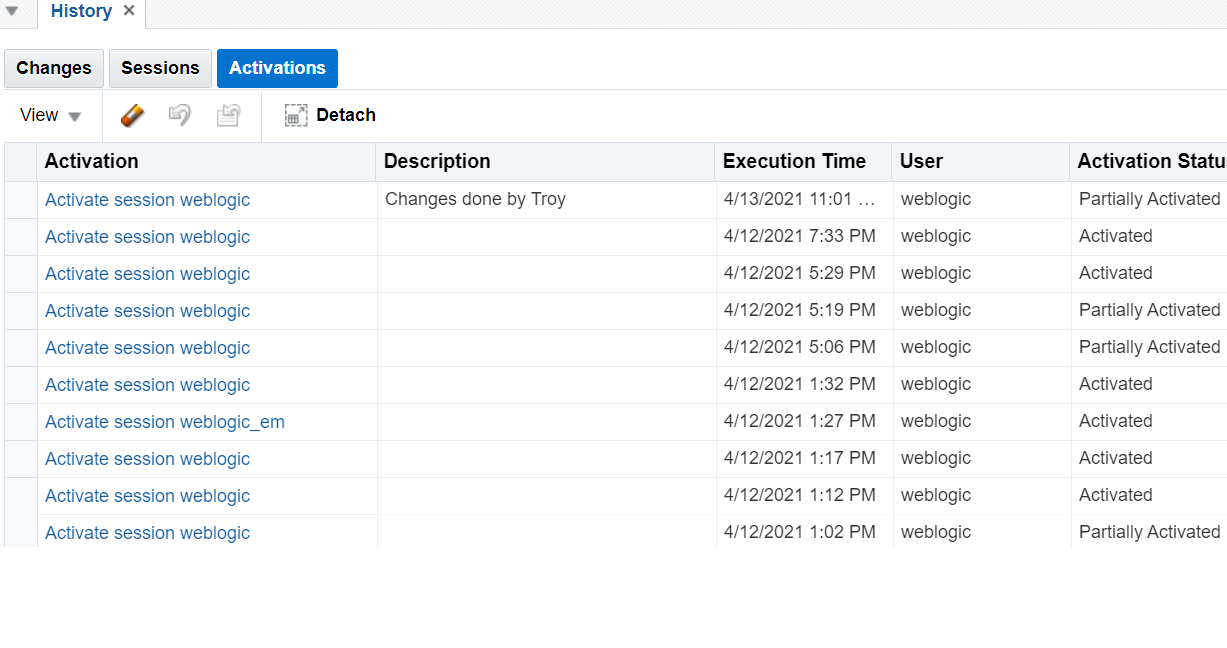 History ×
Changes Sessions Activations
View Detach
Activation Description Execution Time User Activation Statu
Activate session weblogic Changes done by Troy 4/13/2021 11:01 ... weblogic Partially Activated
Activate session weblogic 4/12/2021 7:33 PM weblogic Activated
Activate session weblogic 4/12/2021 5:29 PM weblogic Activated
Activate session weblogic 4/12/2021 5:19 PM weblogic Partially Activated
Activate session weblogic 4/12/2021 5:06 PM weblogic Partially Activated
Activate session weblogic 4/12/2021 1:32 PM weblogic Activated
Activate session weblogic_em 4/12/2021 1:27 PM weblogic Activated
Activate session weblogic 4/12/2021 1:17 PM weblogic Activated
Activate session weblogic 4/12/2021 1:12 PM weblogic Activated
Activate session weblogic 4/12/2021 1:02 PM weblogic Partially Activated